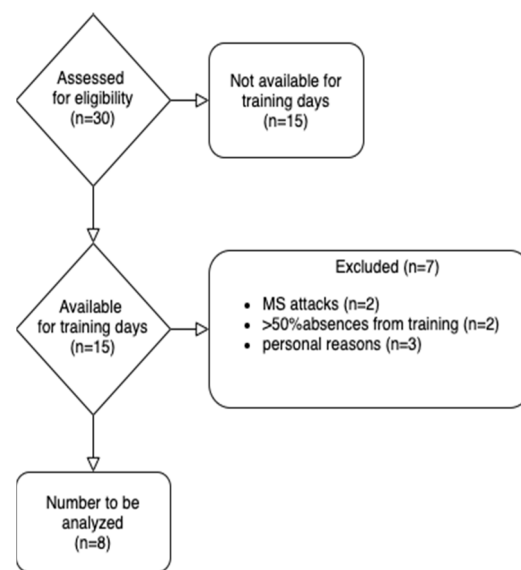 Assessed
for eligibility
(n=30)
Not available for
training days
(n=15)
Available
for training days
(n=15)
Excluded (n=7)
• MS attacks (n=2)
• >50%absences from training (n=2)
• personal reasons (n=3)
Number to be
analyzed
(n=8)